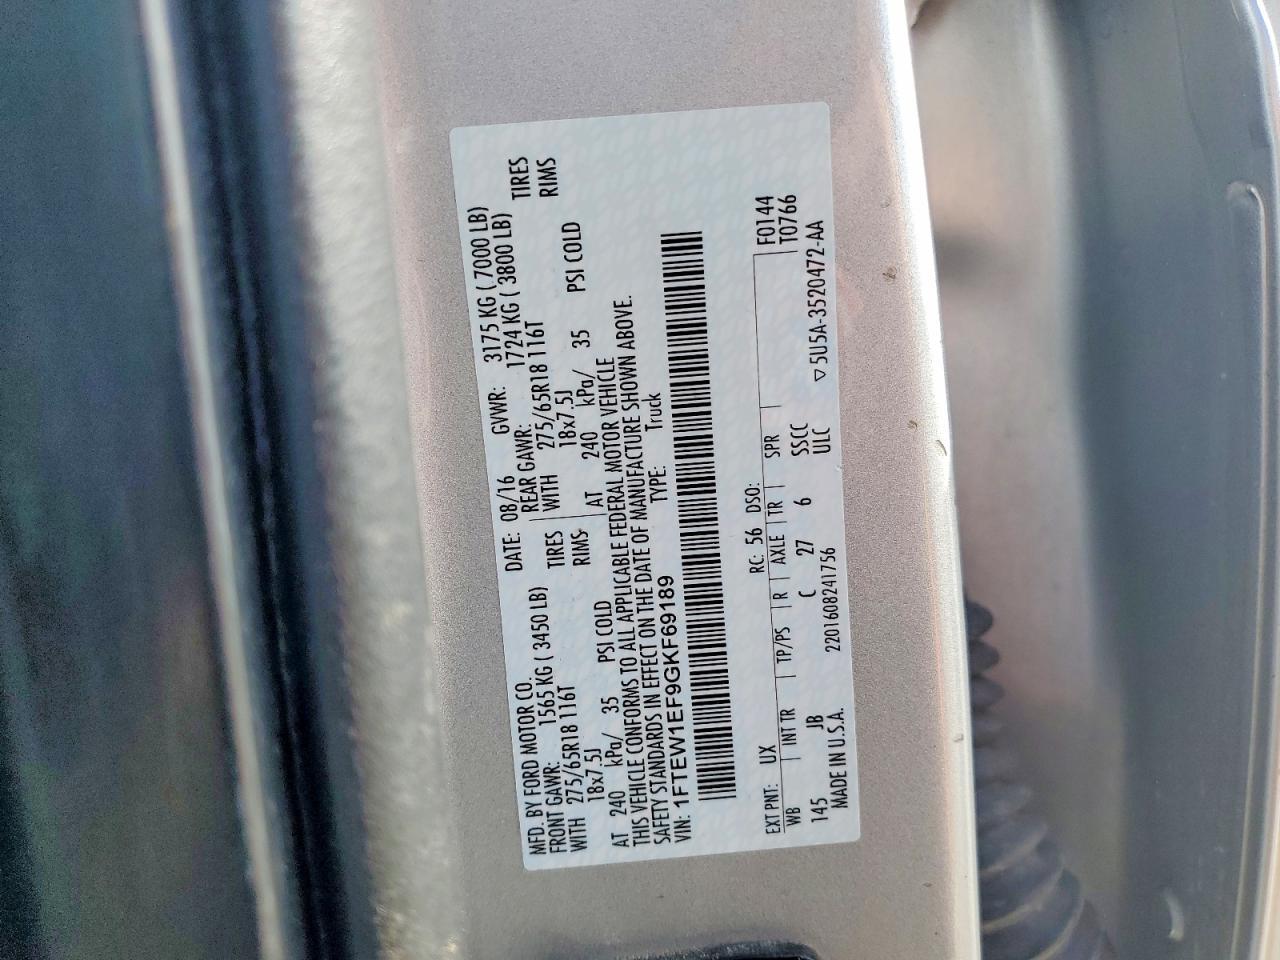 MFD. BY FORD MOTOR CO.
DATE: 08/16 GVWR: 3175 KG ( 7000 LB)
FRONT GAWR: 1565 KG ( 3450 LB) REAR GAWR: 1724 KG ( 3800 LB)
WITH 275/65R18 116T TIRES WITH 275/65R18 116T TIRES
18x7.5J RIMS 18x7.5J RIMS
AT 240 kPa/ 35 PSI COLD AT 240 kPa/ 35 PSI COLD
THIS VEHICLE CONFORMS TO ALL APPLICABLE FEDERAL MOTOR VEHICLE
SAFETY STANDARDS IN EFFECT ON THE DATE OF MANUFACTURE SHOWN ABOVE.
VIN: 1FTEW1EF9GKF69189 TYPE: Truck
F0144
EXT PNT: UX RC: 56 DSO: T0766
WB INT TR TP/PS R AXLE TR SPR
145 JB C 27 6 SSCC
MADE IN U.S.A. 2201608241756 ULC ▽5U5A-3520472-AA